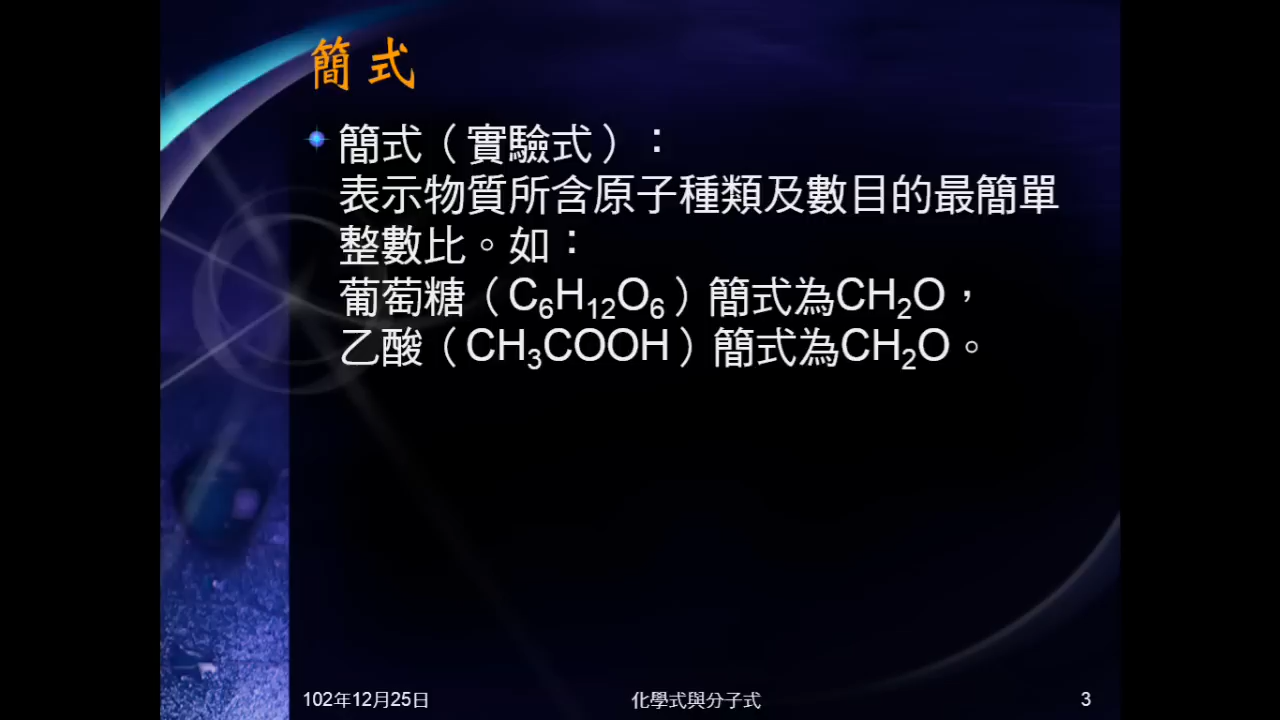 簡式
簡式（實驗式）：
表示物質所含原子種類及數目的最簡單
整數比。如：
葡萄糖（C₆H₁₂O₆）簡式為CH₂O，
乙酸（CH₃COOH）簡式為CH₂O。
102年12月25日
化學式與分子式
3